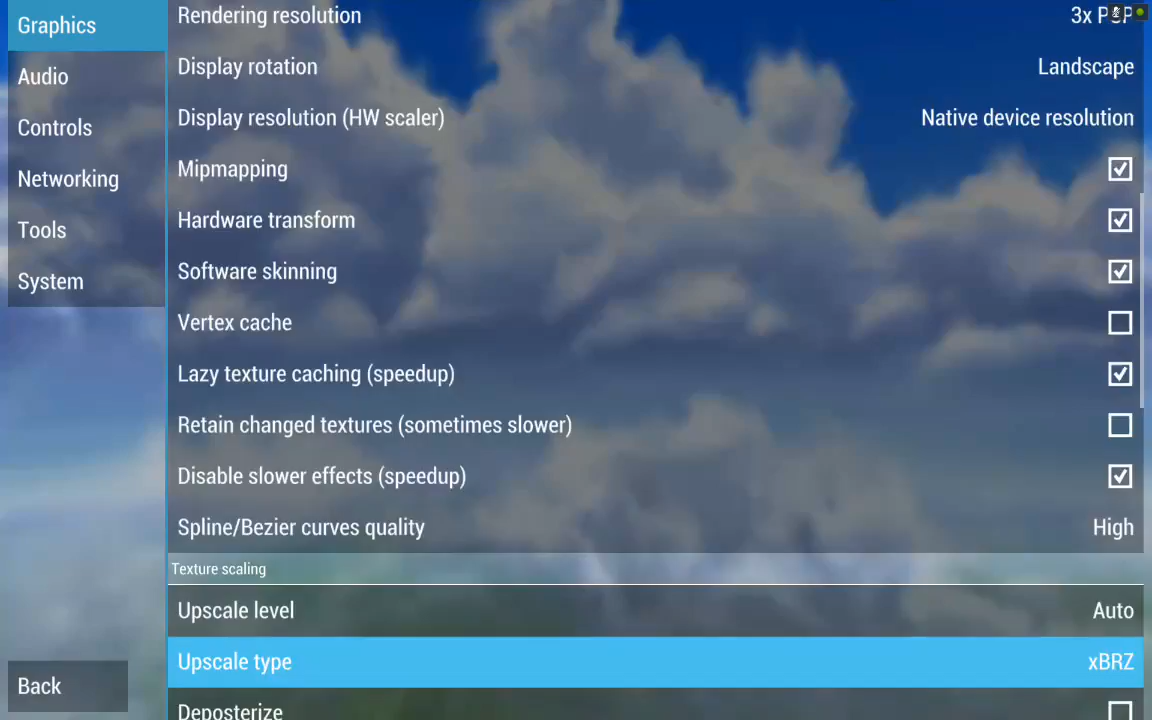 Graphics
Audio
Controls
Networking
Tools
System
Back
Rendering resolution 3x PSP
Display rotation Landscape
Display resolution (HW scaler) Native device resolution
Mipmapping
Hardware transform
Software skinning
Vertex cache
Lazy texture caching (speedup)
Retain changed textures (sometimes slower)
Disable slower effects (speedup)
Spline/Bezier curves quality High
Texture scaling
Upscale level Auto
Upscale type xBRZ
Deposterize